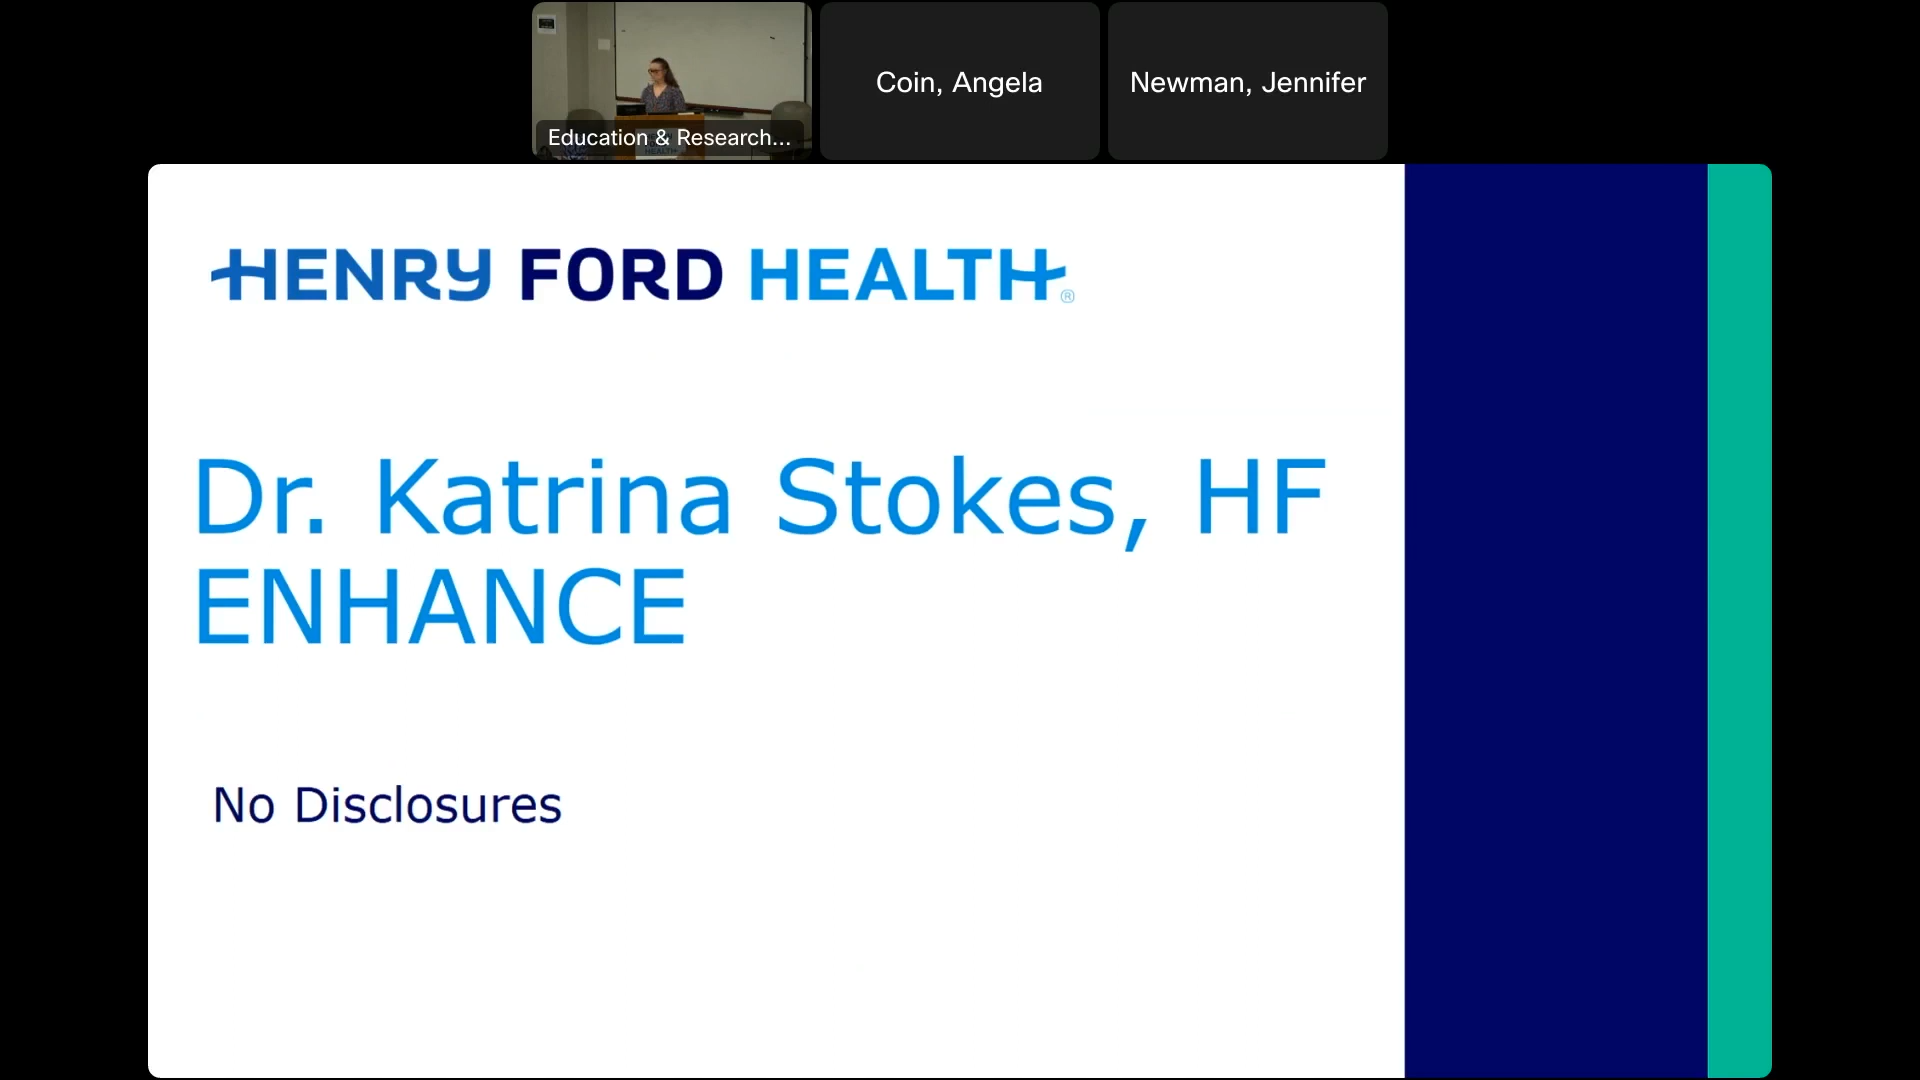 Education & Research...
Coin, Angela
Newman, Jennifer
HENRY FORD HEALTH®
Dr. Katrina Stokes, HF
ENHANCE
No Disclosures